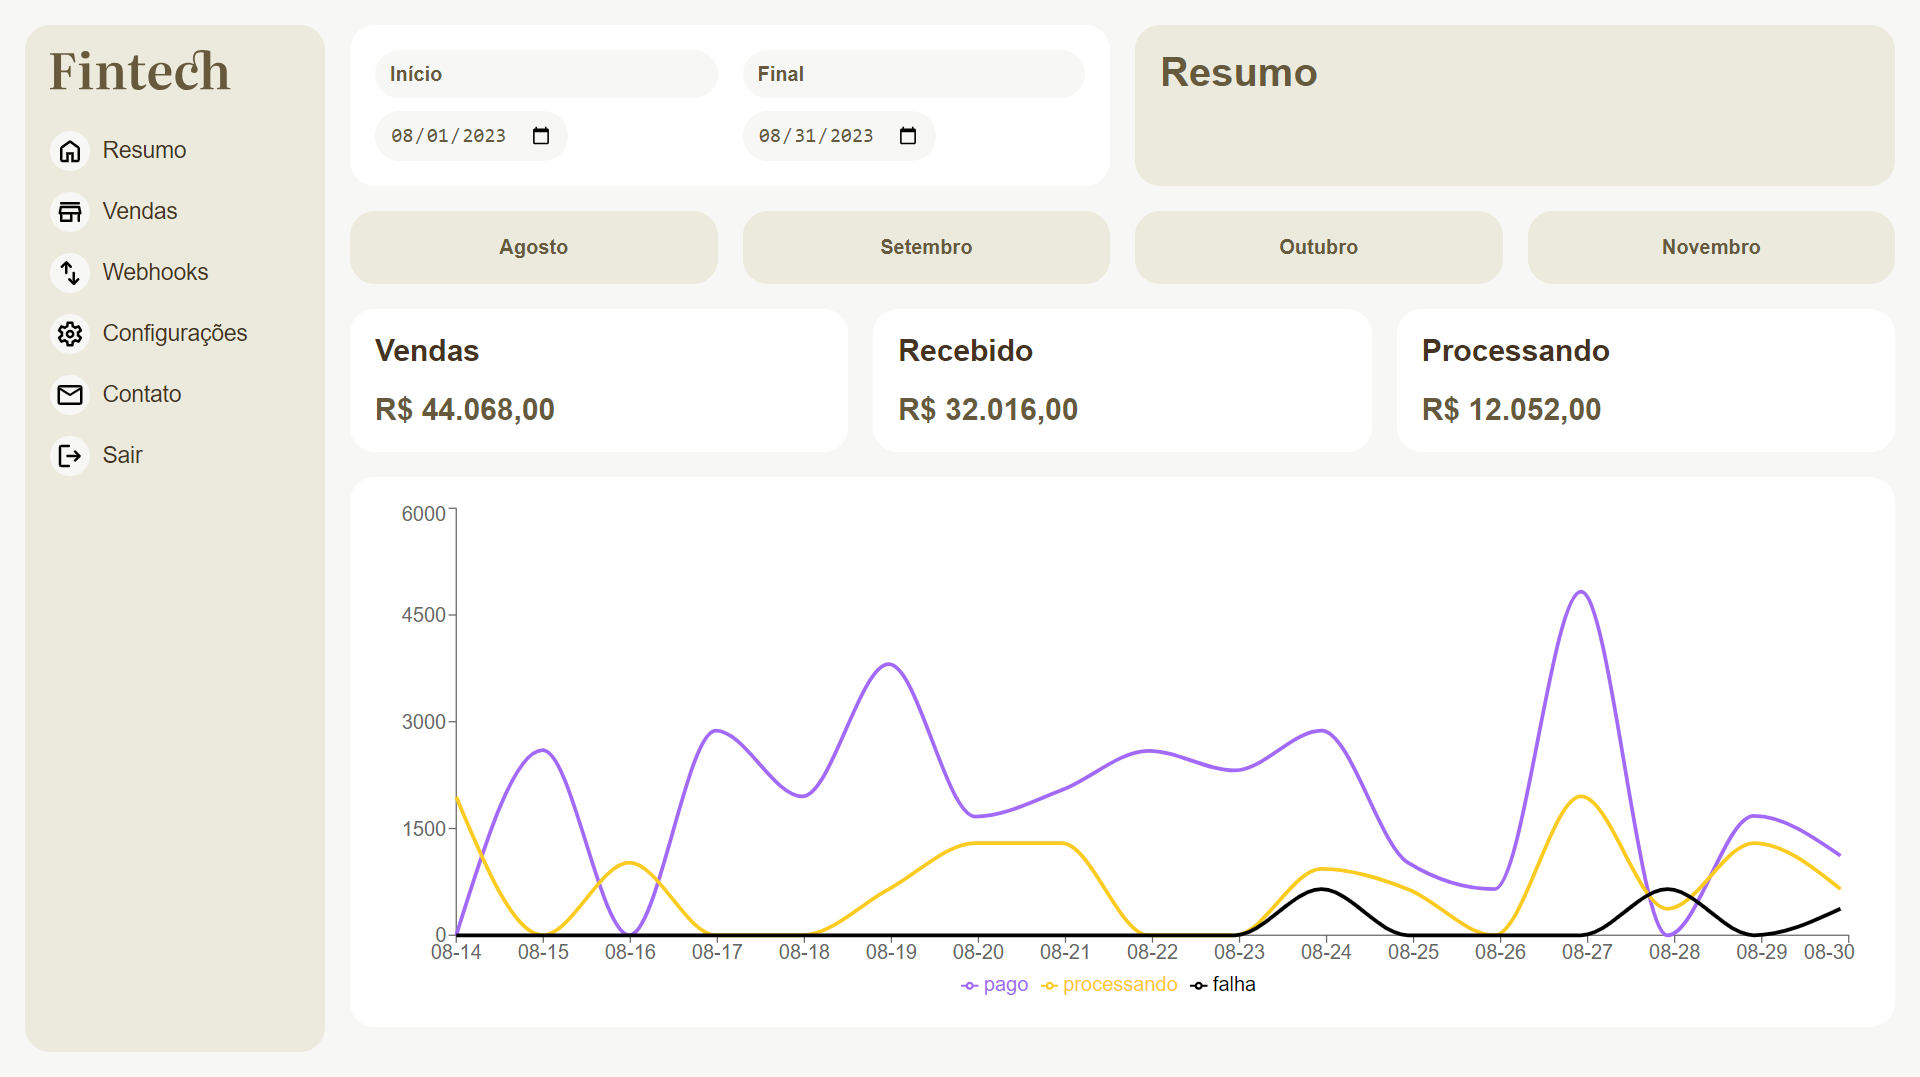 Fintech
Resumo
Vendas
Webhooks
Configurações
Contato
Sair
Início
Final
08/01/2023
08/31/2023
Resumo
Agosto
Setembro
Outubro
Novembro
Vendas
R$ 44.068,00
Recebido
R$ 32.016,00
Processando
R$ 12.052,00
6000
4500
3000
1500
0
08-14 08-15 08-16 08-17 08-18 08-19 08-20 08-21 08-22 08-23 08-24 08-25 08-26 08-27 08-28 08-29 08-30
pago processando falha